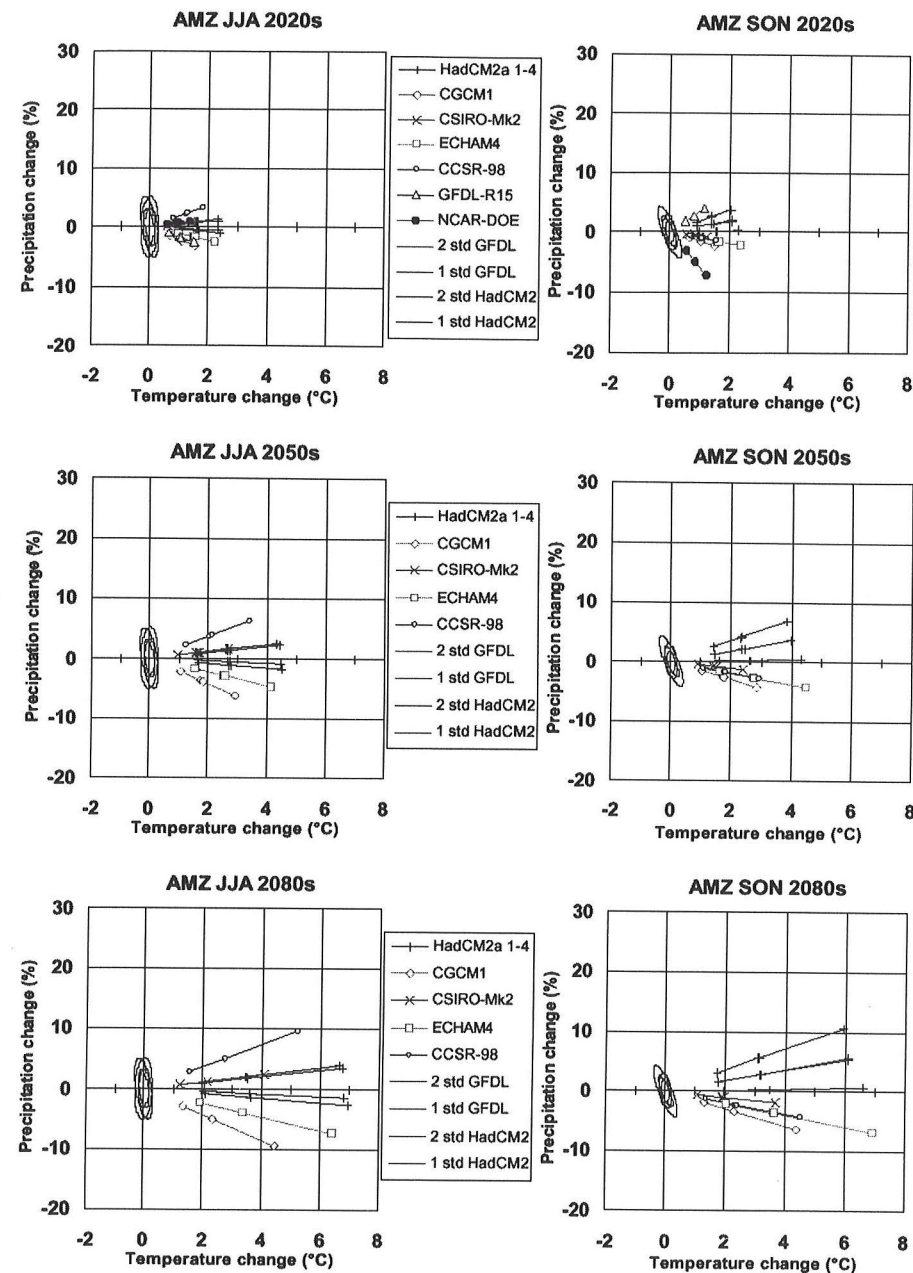 AMZ JJA 2020s
Precipitation change (%)
30
20
10
0
-10
-20
-2 0 2 4 6 8
Temperature change (°C)
HadCM2a 1-4
CGCM1
CSIRO-Mk2
ECHAM4
CCSR-98
GFDL-R15
NCAR-DOE
2 std GFDL
1 std GFDL
2 std HadCM2
1 std HadCM2
AMZ SON 2020s
Precipitation change (%)
30
20
10
0
-10
-20
-2 0 2 4 6 8
Temperature change (°C)
AMZ JJA 2050s
Precipitation change (%)
30
20
10
0
-10
-20
-2 0 2 4 6 8
Temperature change (°C)
HadCM2a 1-4
CGCM1
CSIRO-Mk2
ECHAM4
CCSR-98
2 std GFDL
1 std GFDL
2 std HadCM2
1 std HadCM2
AMZ SON 2050s
Precipitation change (%)
30
20
10
0
-10
-20
-2 0 2 4 6 8
Temperature change (°C)
AMZ JJA 2080s
Precipitation change (%)
30
20
10
0
-10
-20
-2 0 2 4 6 8
Temperature change (°C)
HadCM2a 1-4
CGCM1
CSIRO-Mk2
ECHAM4
CCSR-98
2 std GFDL
1 std GFDL
2 std HadCM2
1 std HadCM2
AMZ SON 2080s
Precipitation change (%)
30
20
10
0
-10
-20
-2 0 2 4 6 8
Temperature change (°C)